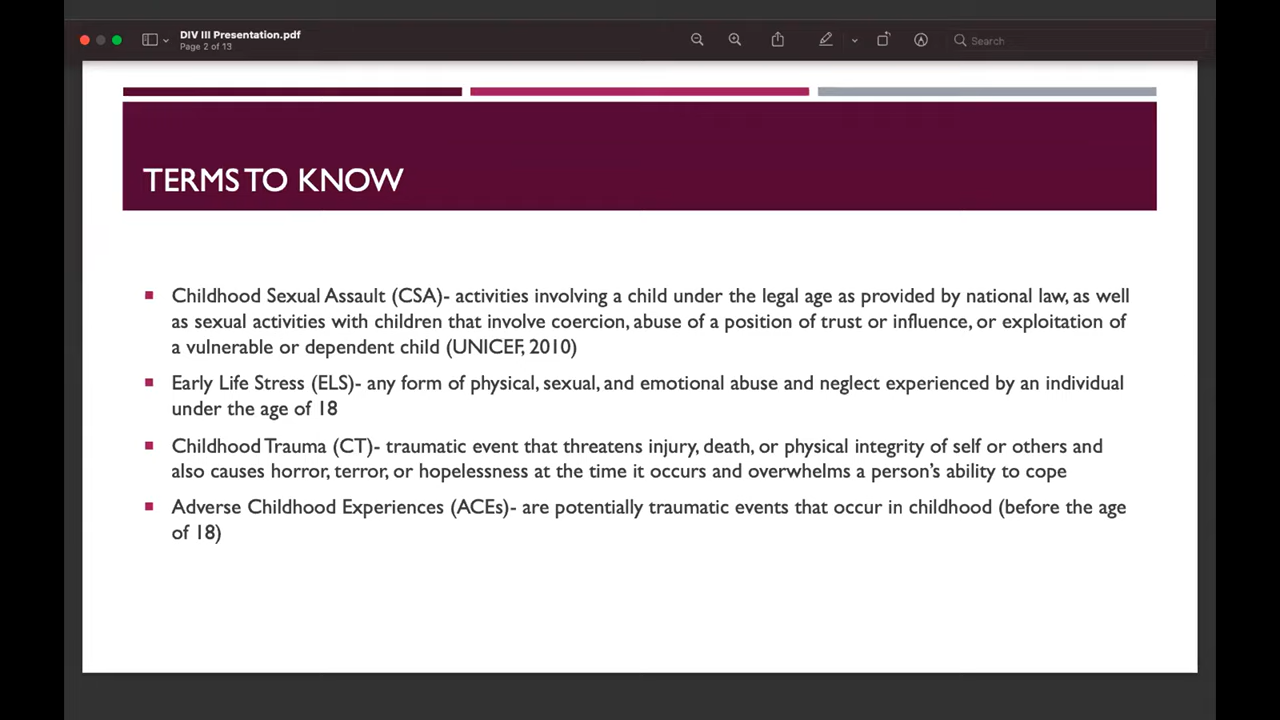 DIV III Presentation.pdf
Page 2 of 13
Search
TERMS TO KNOW
Childhood Sexual Assault (CSA)- activities involving a child under the legal age as provided by national law, as well
as sexual activities with children that involve coercion, abuse of a position of trust or influence, or exploitation of
a vulnerable or dependent child (UNICEF, 2010)
Early Life Stress (ELS)- any form of physical, sexual, and emotional abuse and neglect experienced by an individual
under the age of 18
Childhood Trauma (CT)- traumatic event that threatens injury, death, or physical integrity of self or others and
also causes horror, terror, or hopelessness at the time it occurs and overwhelms a person's ability to cope
Adverse Childhood Experiences (ACEs)- are potentially traumatic events that occur in childhood (before the age
of 18)